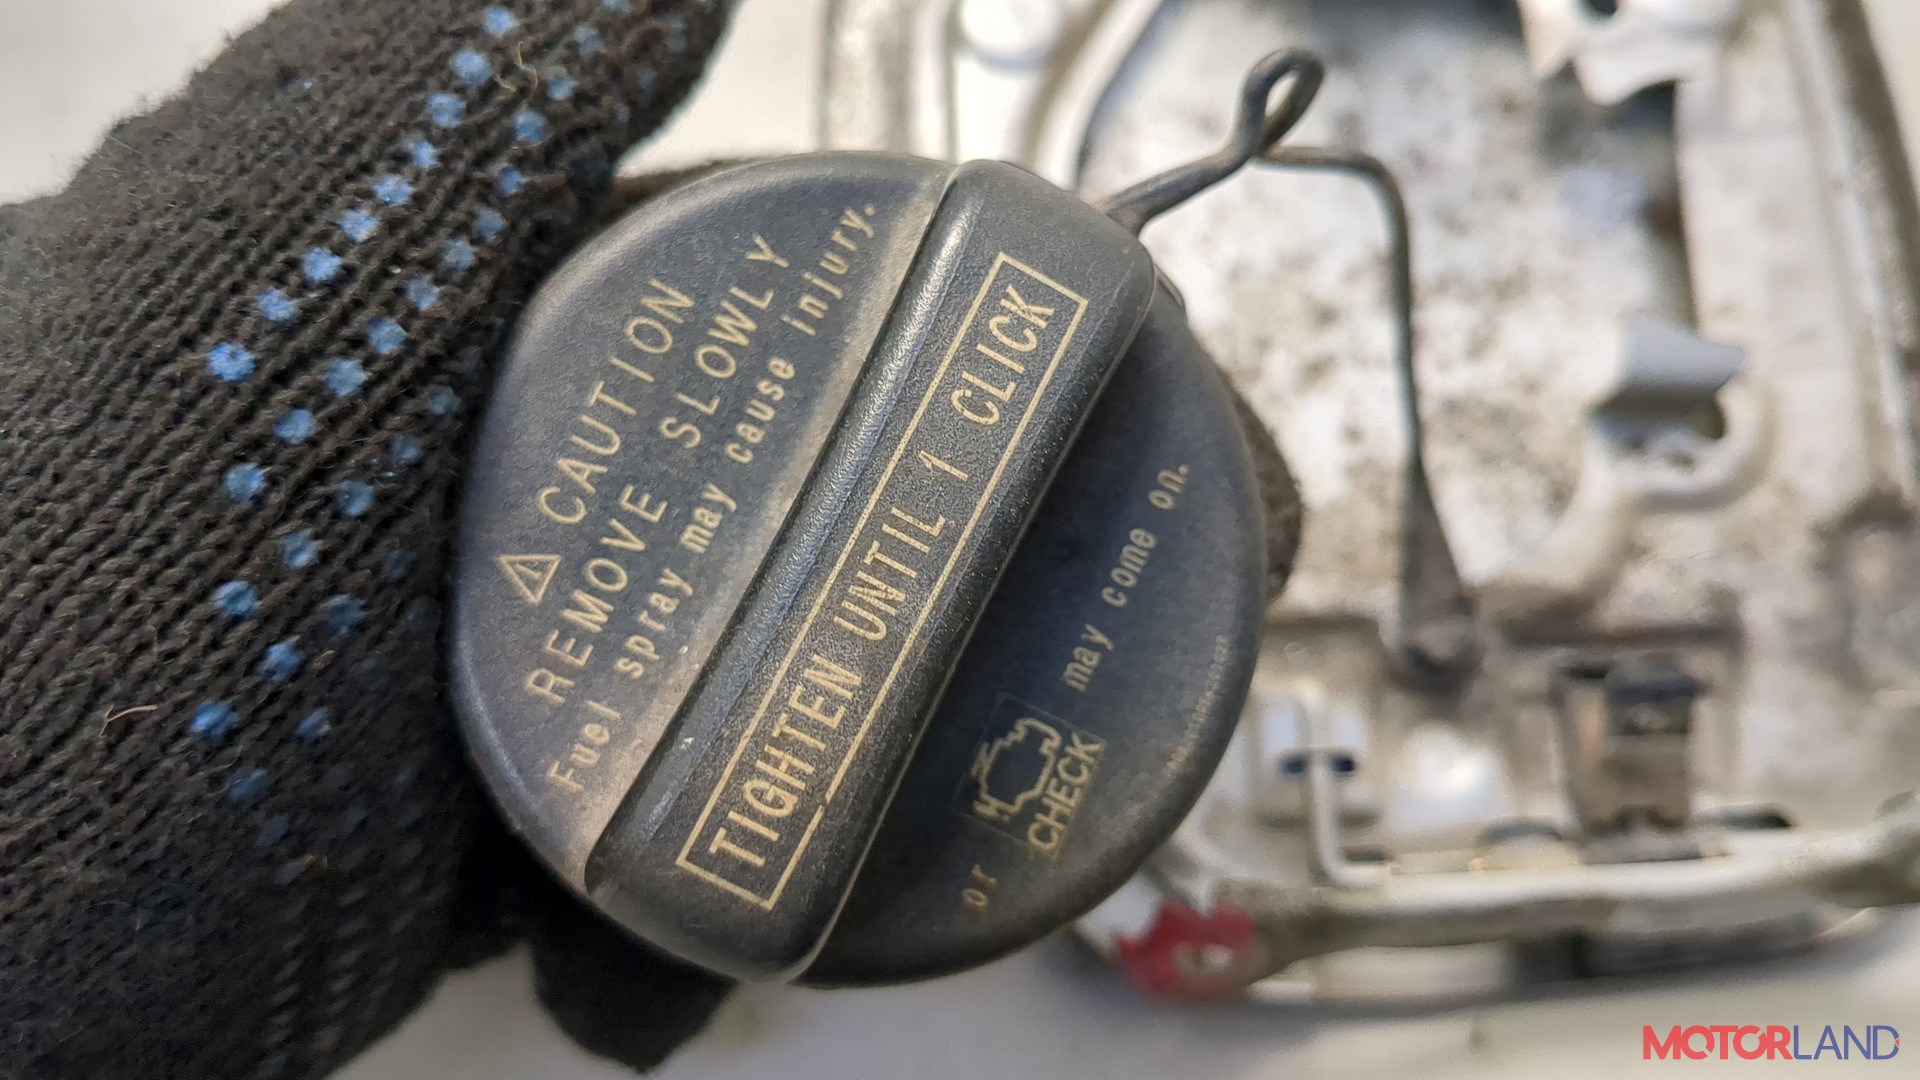 ⚠ CAUTION
REMOVE SLOWLY
Fuel spray may cause injury.
TIGHTEN UNTIL 1 CLICK
or CHECK may come on.
MOTORLAND